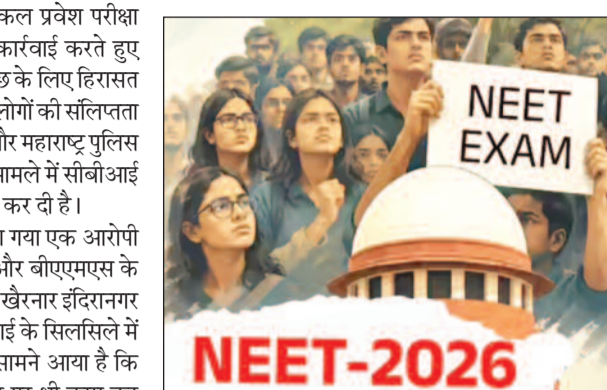 कल प्रवेश परीक्षा
कार्रवाई करते हुए
छ के लिए हिरासत
लोगों की संलिप्तता
और महाराष्ट्र पुलिस
मामले में सीबीआई
कर दी है।
गया एक आरोपी
और बीएएमएस के
खैरनार इंदिरानगर
ाई के सिलसिले में
सामने आया है कि
NEET
EXAM
NEET-2026